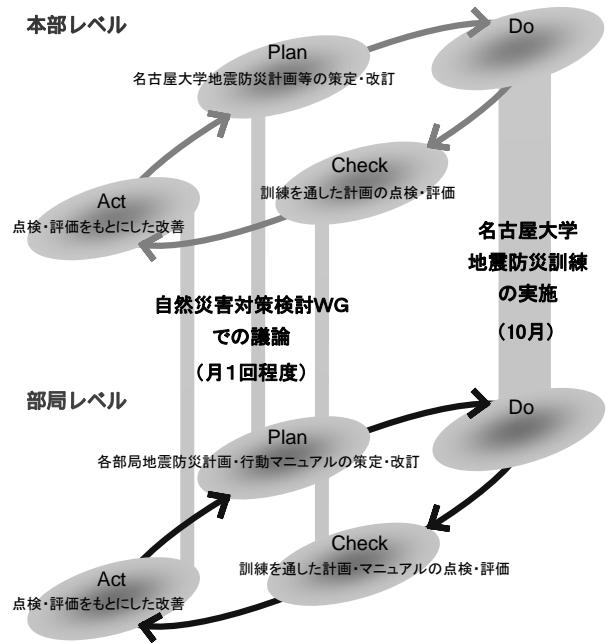 本部レベル
Do
Plan
名古屋大学地震防災計画等の策定・改訂
Check
訓練を通した計画の点検・評価
Act
点検・評価をもとにした改善
名古屋大学
地震防災訓練
の実施
（10月）
自然災害対策検討WG
での議論
（月1回程度）
部局レベル
Do
Plan
各部局地震防災計画・行動マニュアルの策定・改訂
Check
訓練を通した計画・マニュアルの点検・評価
Act
点検・評価をもとにした改善